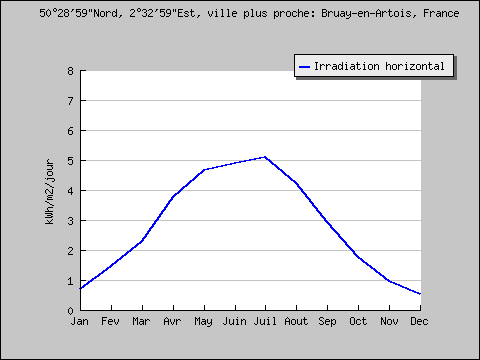 50°28'59"Nord, 2°32'59"Est, ville plus proche: Bruay-en-Artois, France
Irradiation horizontal
8
7
6
5
4
3
2
1
0
kWh/m2/jour
Jan Fev Mar Avr May Juin Juil Aout Sep Oct Nov Dec